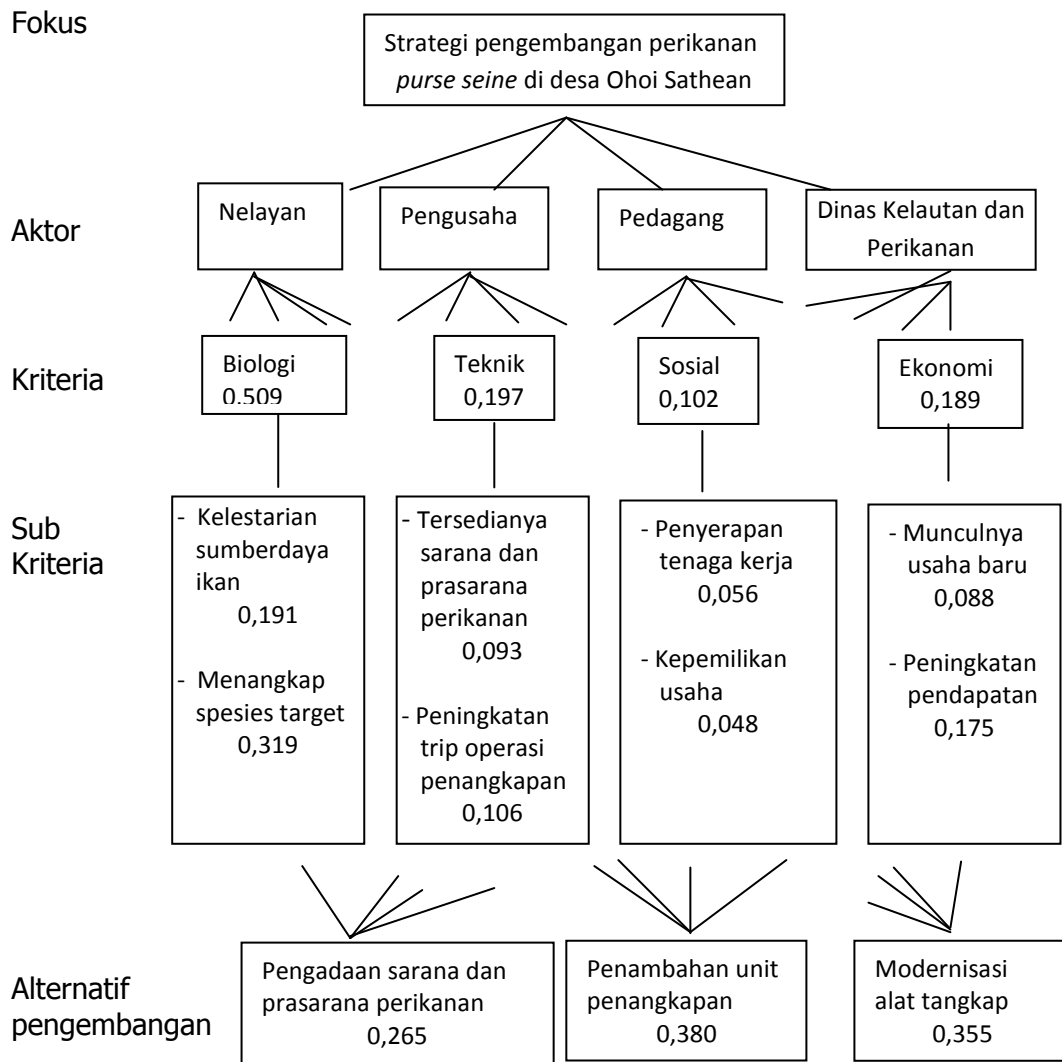 Fokus
Strategi pengembangan perikanan
purse seine di desa Ohoi Sathean
Aktor
Nelayan
Pengusaha
Pedagang
Dinas Kelautan dan
Perikanan
Kriteria
Biologi
0.509
Teknik
0,197
Sosial
0,102
Ekonomi
0,189
Sub
Kriteria
- Kelestarian
sumberdaya
ikan
0,191
- Menangkap
spesies target
0,319
- Tersedianya
sarana dan
prasarana
perikanan
0,093
- Peningkatan
trip operasi
penangkapan
0,106
- Penyerapan
tenaga kerja
0,056
- Kepemilikan
usaha
0,048
- Munculnya
usaha baru
0,088
- Peningkatan
pendapatan
0,175
Alternatif
pengembangan
Pengadaan sarana dan
prasarana perikanan
0,265
Penambahan unit
penangkapan
0,380
Modernisasi
alat tangkap
0,355